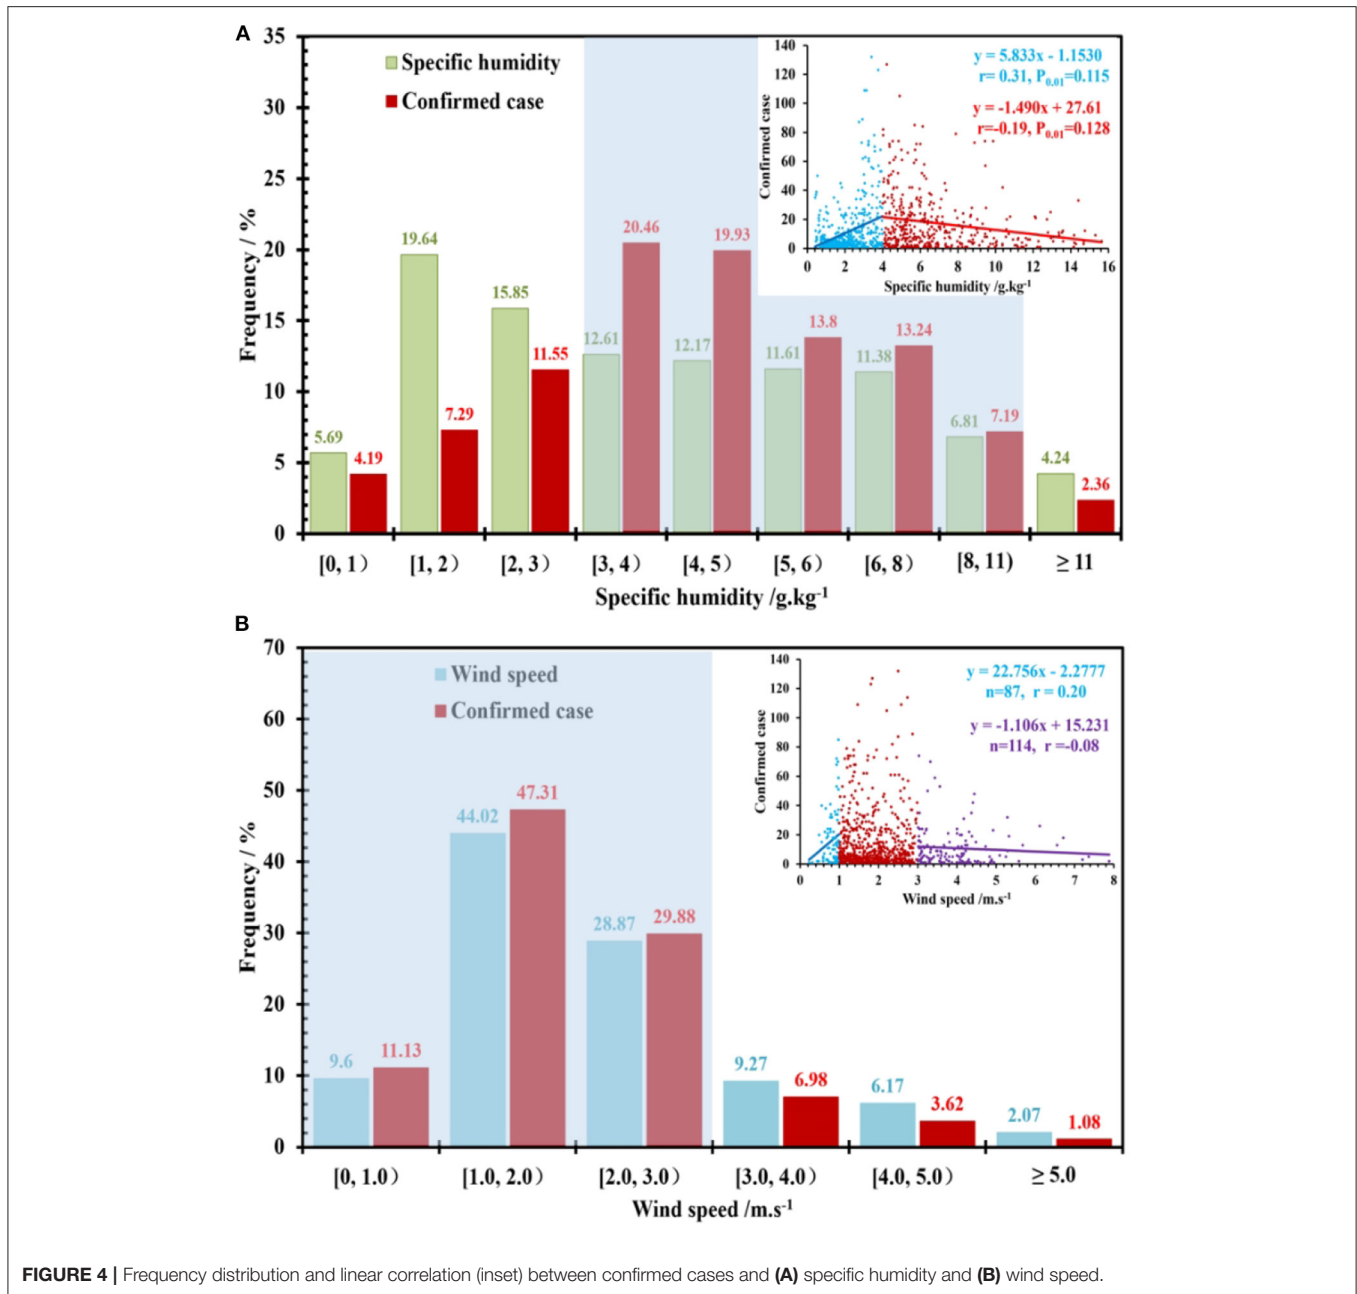 A
35
30
25
20
15
10
5
0
Frequency / %
Specific humidity
Confirmed case
5.69
4.19
19.64
7.29
15.85
11.55
12.61
20.46
12.17
19.93
11.61
13.8
11.38
13.24
6.81
7.19
4.24
2.36
[0, 1） [1, 2） [2, 3） [3, 4） [4, 5） [5, 6） [6, 8） [8, 11) ≥ 11
Specific humidity /g.kg-1
140
120
100
80
60
40
20
0
Confirmed case
y = 5.833x - 1.1530
r= 0.31, P0.01=0.115
y = -1.490x + 27.61
r=-0.19, P0.01=0.128
0 2 4 6 8 10 12 14 16
Specific humidity /g.kg-1
B
70
60
50
40
30
20
10
0
Frequency / %
Wind speed
Confirmed case
9.6
11.13
44.02
47.31
28.87
29.88
9.27
6.98
6.17
3.62
2.07
1.08
[0, 1.0） [1.0, 2.0） [2.0, 3.0） [3.0, 4.0） [4.0, 5.0） ≥ 5.0
Wind speed /m.s-1
140
120
100
80
60
40
20
0
Confirmed case
y = 22.756x - 2.2777
n=87, r = 0.20
y = -1.106x + 15.231
n=114, r =-0.08
0 1 2 3 4 5 6 7 8
Wind speed /m.s-1
FIGURE 4 | Frequency distribution and linear correlation (inset) between confirmed cases and (A) specific humidity and (B) wind speed.